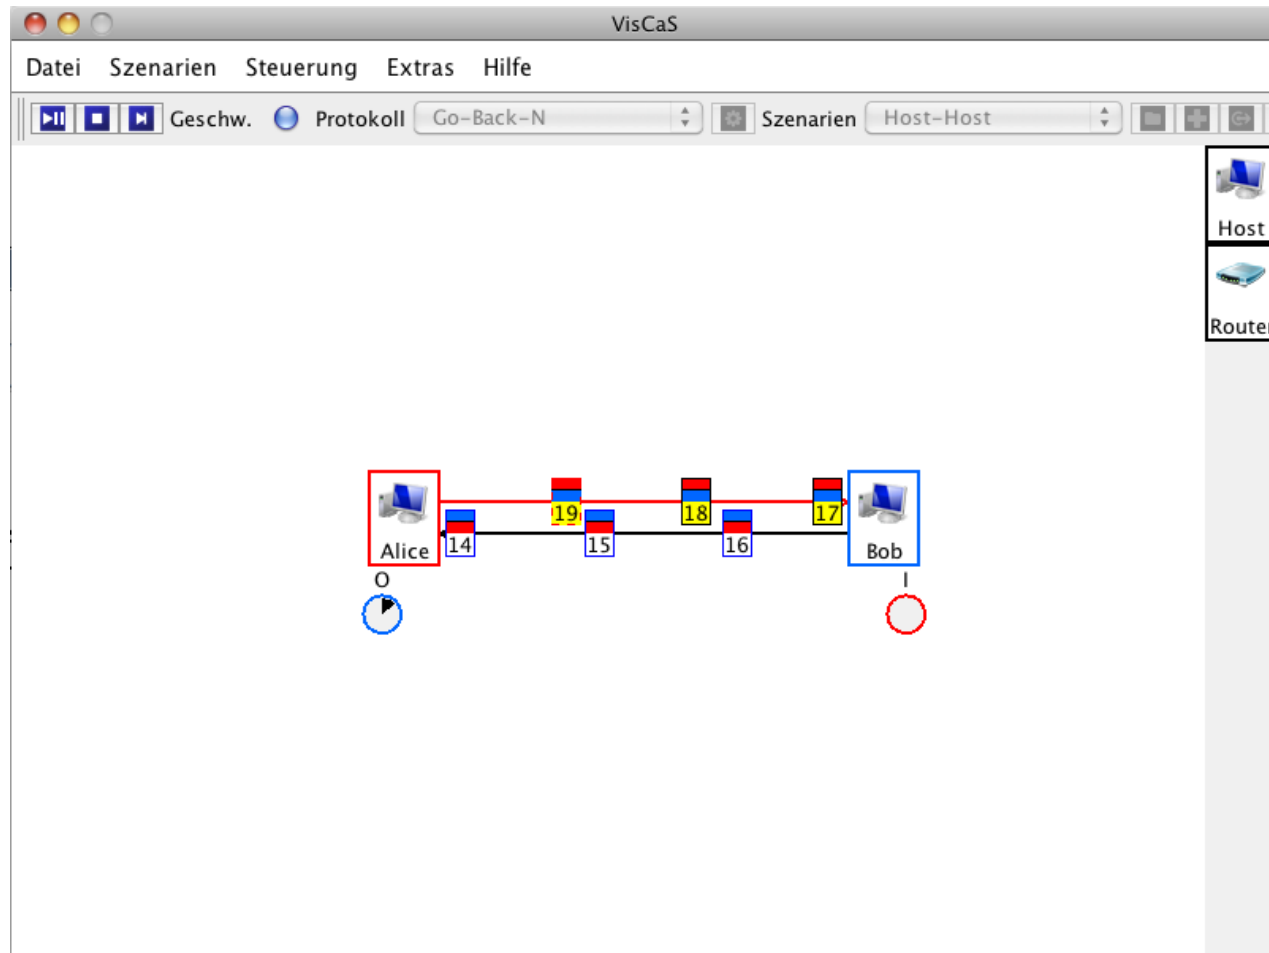 VisCaS
Datei Szenarien Steuerung Extras Hilfe
Geschw. Protokoll Go-Back-N Szenarien Host-Host
Host
Router
19 18 17
14 15 16
Alice Bob
O I